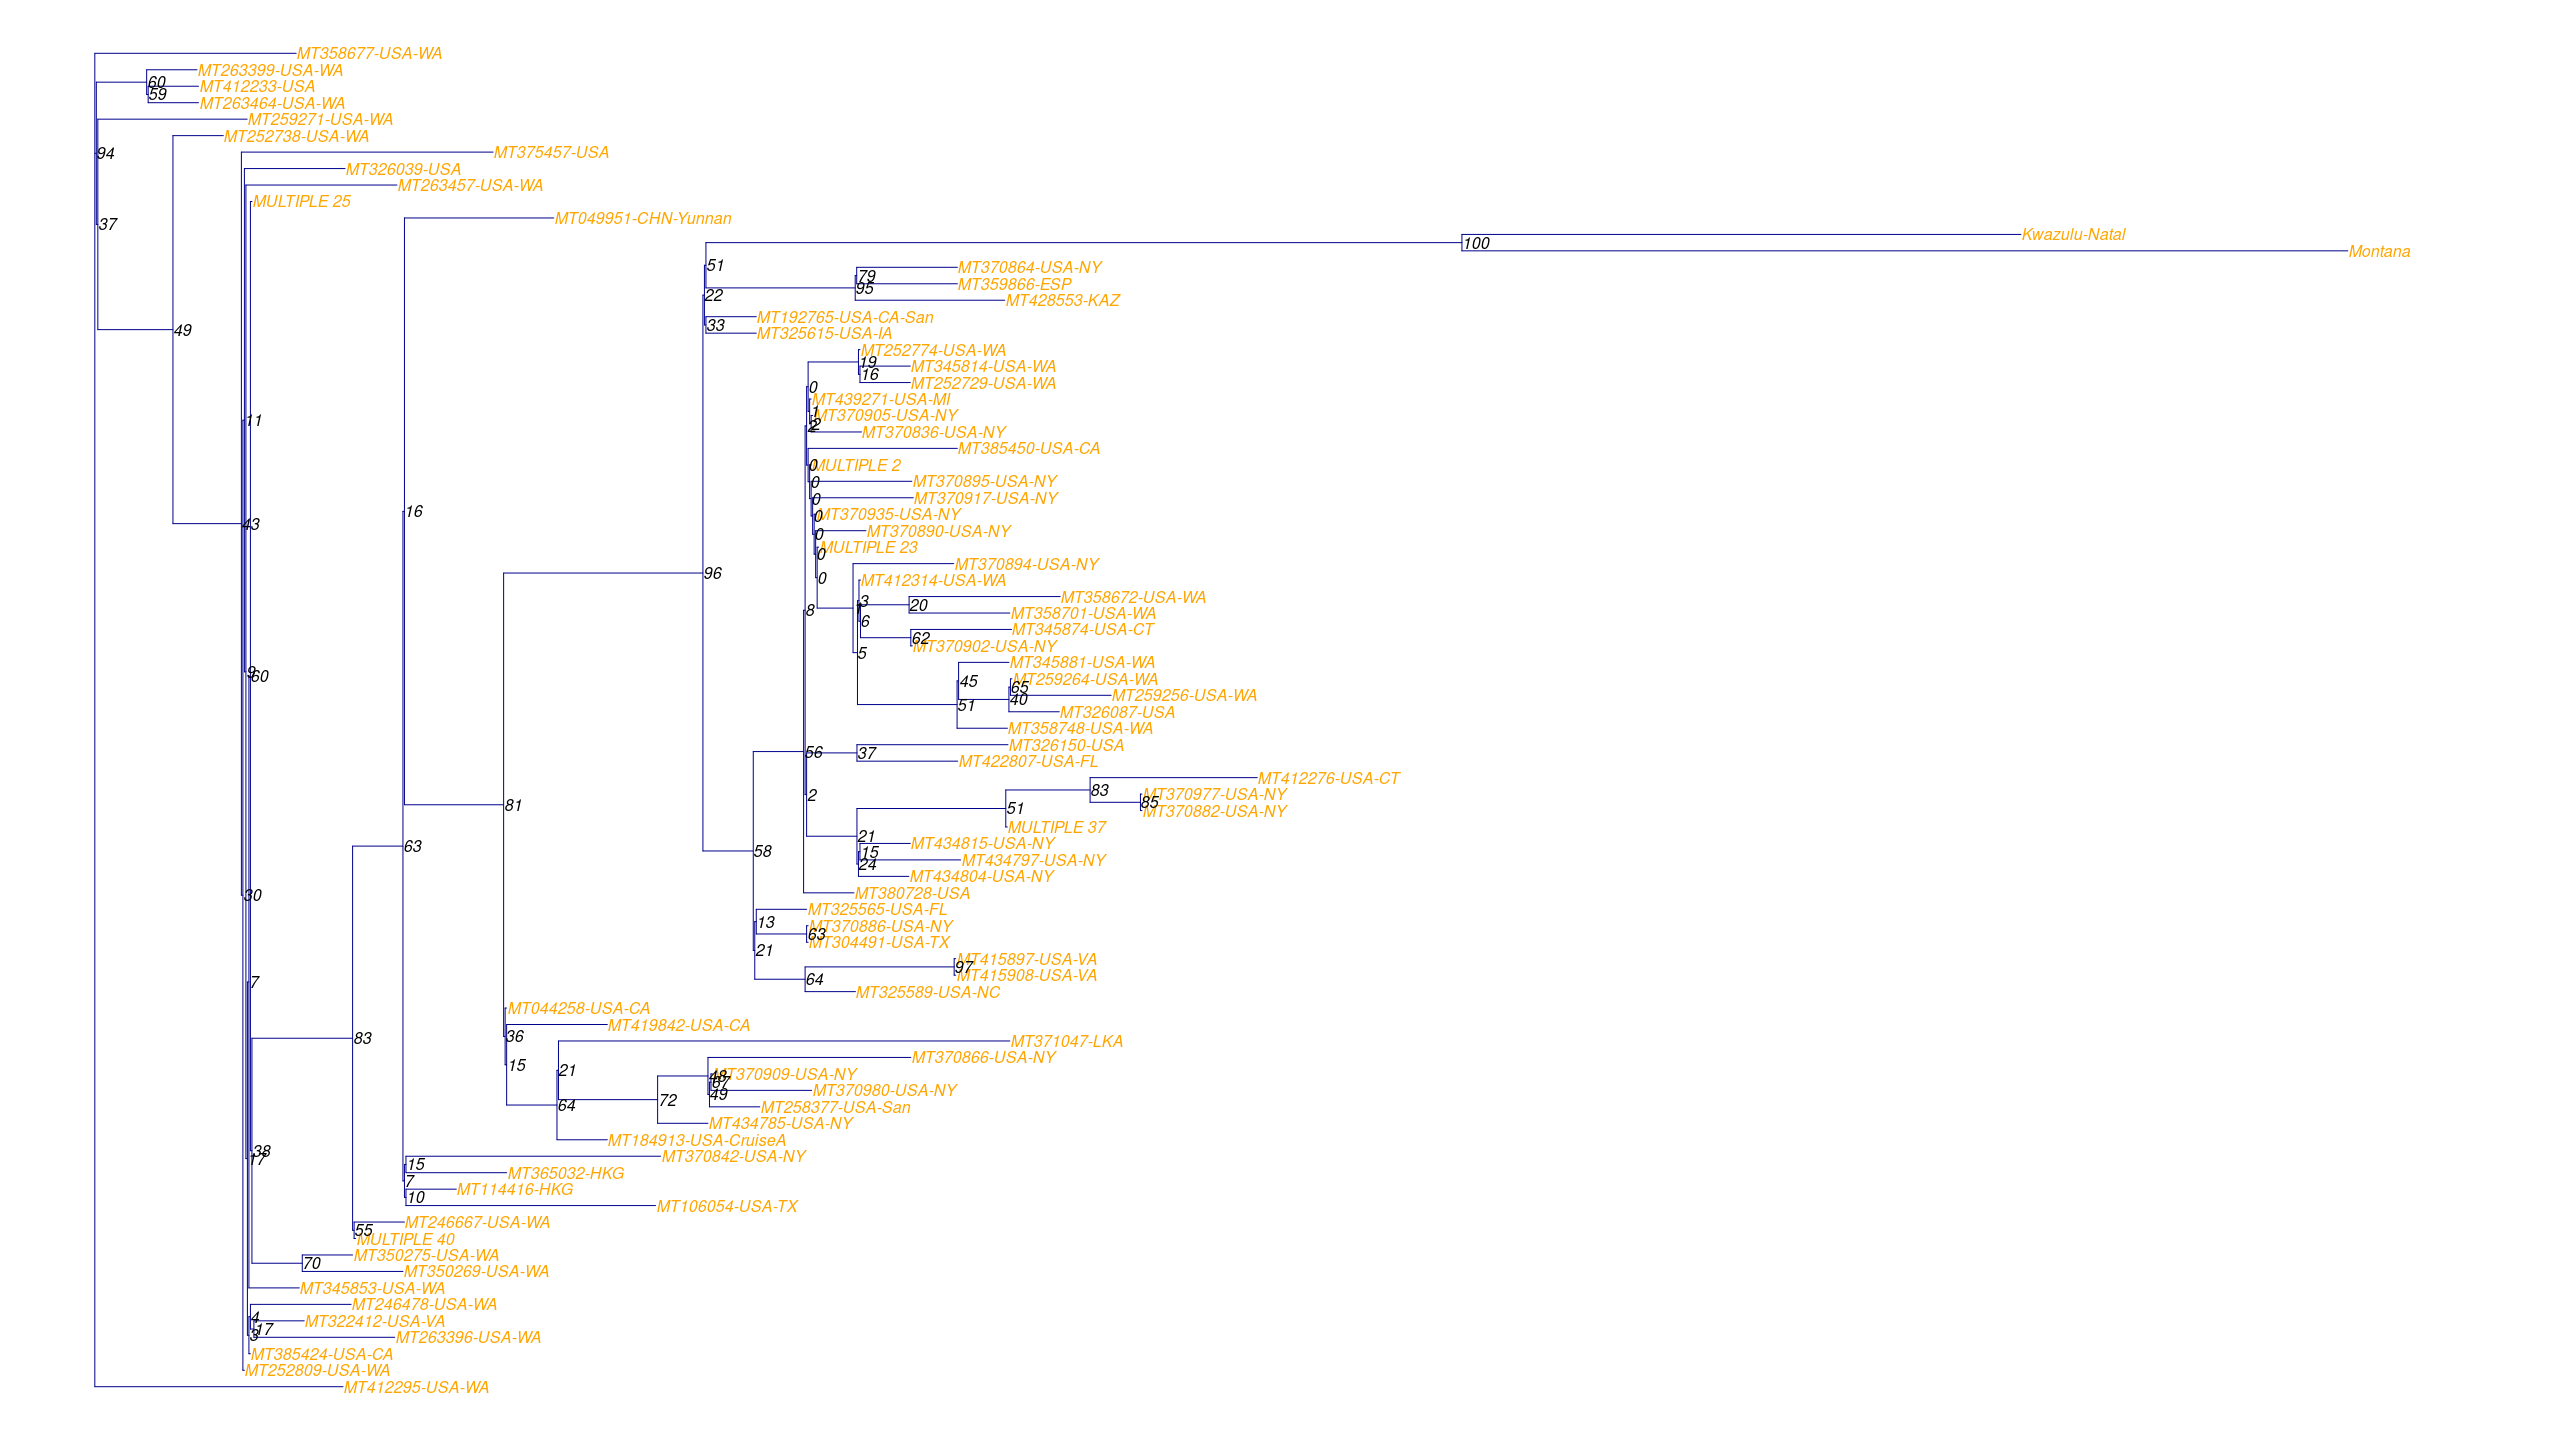 MT358677-USA-WA
MT263399-USA-WA
60
MT412233-USA
59
MT263464-USA-WA
MT259271-USA-WA
MT252738-USA-WA
94
MT375457-USA
MT326039-USA
MT263457-USA-WA
MULTIPLE 25
MT049951-CHN-Yunnan
37
Kwazulu-Natal
100
Montana
51
MT370864-USA-NY
79
MT359866-ESP
95
22
MT428553-KAZ
MT192765-USA-CA-San
33
49
MT325615-USA-IA
MT252774-USA-WA
19
MT345814-USA-WA
16
MT252729-USA-WA
0
MT439271-USA-MI
1
MT370905-USA-NY
11
2
2
MT370836-USA-NY
MT385450-USA-CA
0
MULTIPLE 2
0
MT370895-USA-NY
0
MT370917-USA-NY
16
0
MT370935-USA-NY
43
0
MT370890-USA-NY
0
MULTIPLE 23
MT370894-USA-NY
96
0
MT412314-USA-WA
MT358672-USA-WA
3
20
8
MT358701-USA-WA
6
MT345874-USA-CT
62
MT370902-USA-NY
5
MT345881-USA-WA
9
60
45
MT259264-USA-WA
65
MT259256-USA-WA
40
51
MT326087-USA
MT358748-USA-WA
MT326150-USA
56
37
MT422807-USA-FL
MT412276-USA-CT
83
2
MT370977-USA-NY
85
81
MT370882-USA-NY
51
MULTIPLE 37
21
MT434815-USA-NY
63
58
15
MT434797-USA-NY
24
MT434804-USA-NY
30
MT380728-USA
MT325565-USA-FL
13
MT370886-USA-NY
63
MT304491-USA-TX
21
MT415897-USA-VA
97
MT415908-USA-VA
7
64
MT325589-USA-NC
MT044258-USA-CA
MT419842-USA-CA
83
36
MT371047-LKA
15
21
MT370866-USA-NY
48
MT370909-USA-NY
67
MT370980-USA-NY
49
72
64
MT258377-USA-San
MT434785-USA-NY
MT184913-USA-CruiseA
38
17
MT370842-USA-NY
15
MT365032-HKG
7
MT114416-HKG
10
MT106054-USA-TX
MT246667-USA-WA
55
MULTIPLE 40
MT350275-USA-WA
70
MT350269-USA-WA
MT345853-USA-WA
MT246478-USA-WA
4
MT322412-USA-VA
17
3
MT263396-USA-WA
MT385424-USA-CA
MT252809-USA-WA
MT412295-USA-WA